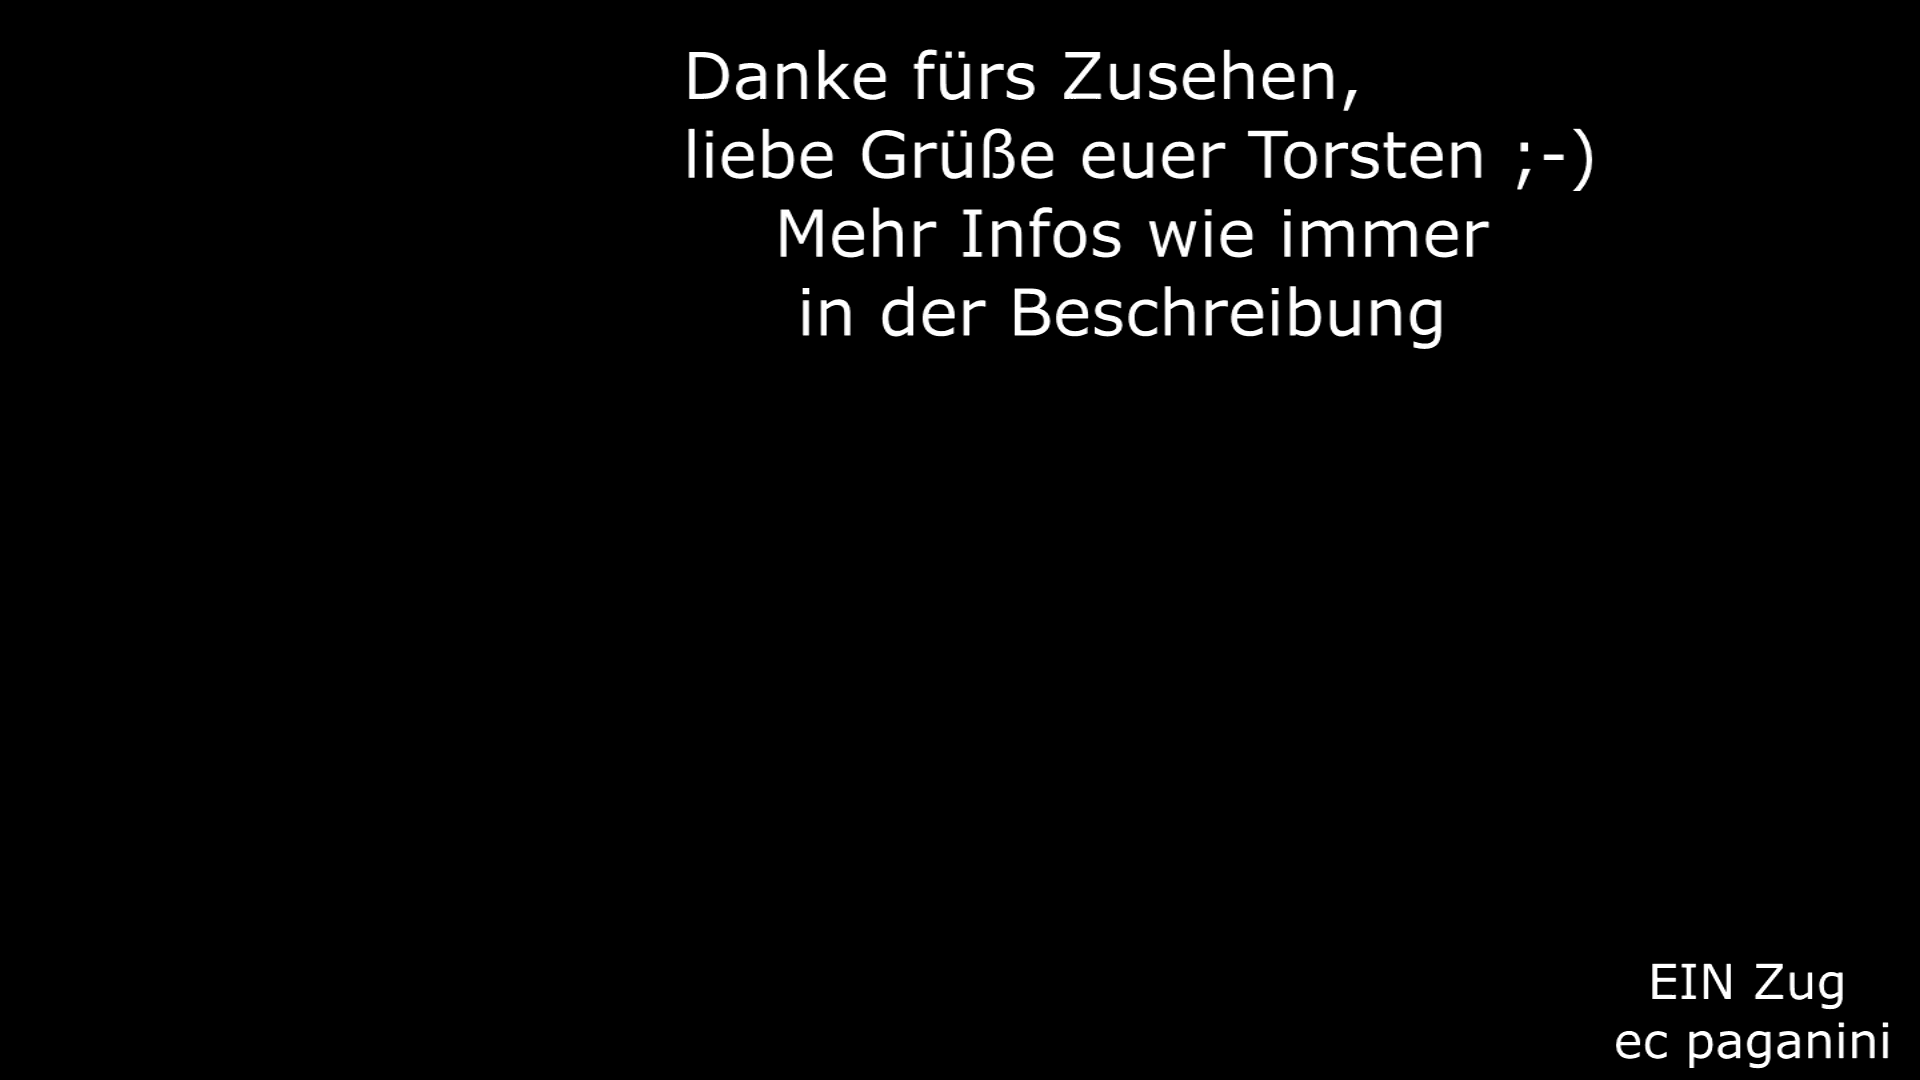 Danke fürs Zusehen,
liebe Grüße euer Torsten ;-)
Mehr Infos wie immer
in der Beschreibung
EIN Zug
ec paganini